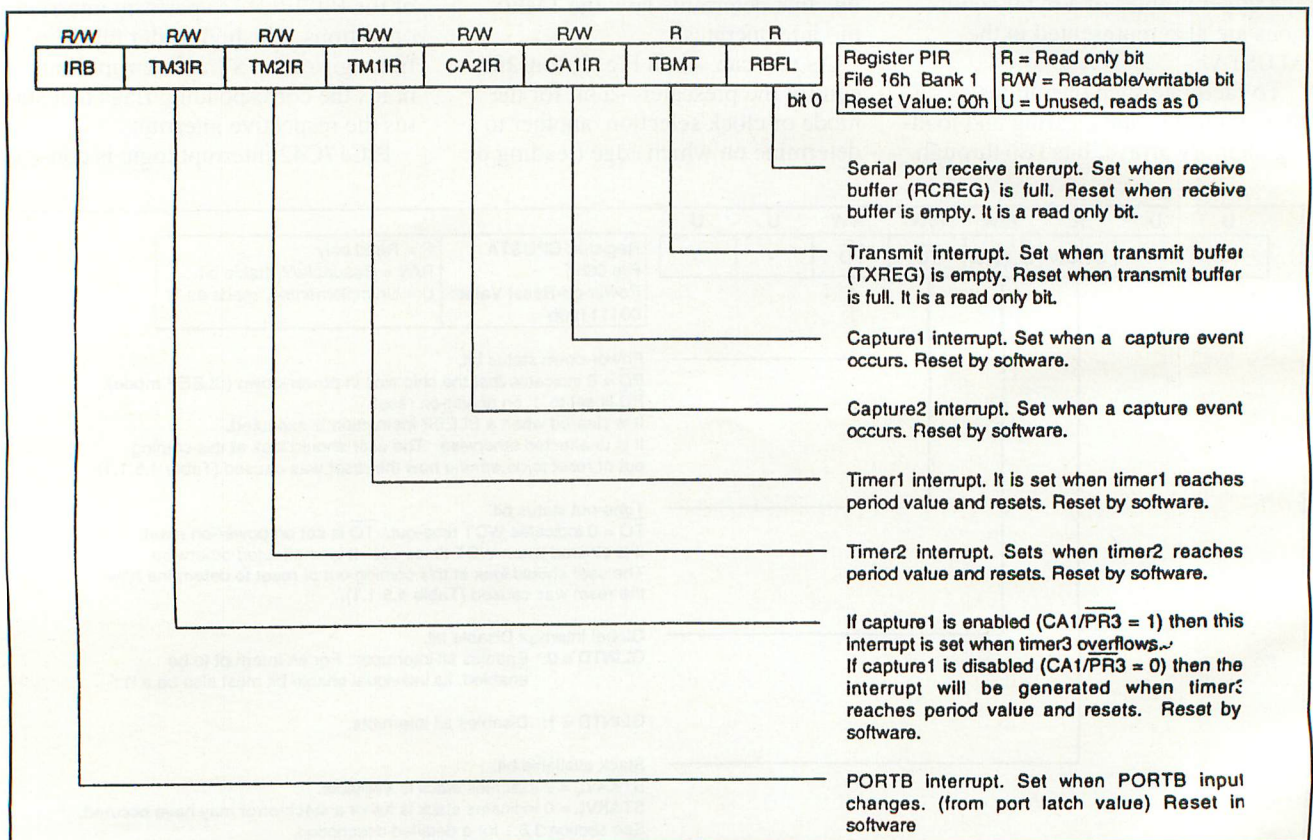 R/W R/W R/W R/W R/W R/W R R
IRB TM3IR TM2IR TM1IR CA2IR CA1IR TBMT RBFL
bit 0
Register PIR
File 16h Bank 1
Reset Value: 00h
R = Read only bit
R/W = Readable/writable bit
U = Unused, reads as 0
Serial port receive interupt. Set when receive
buffer (RCREG) is full. Reset when receive
buffer is empty. It is a read only bit.
Transmit interrupt. Set when transmit buffer
(TXREG) is empty. Reset when transmit buffer
is full. It is a read only bit.
Capture1 interrupt. Set when a capture event
occurs. Reset by software.
Capture2 interrupt. Set when a capture event
occurs. Reset by software.
Timer1 interrupt. It is set when timer1 reaches
period value and resets. Reset by software.
Timer2 interrupt. Sets when timer2 reaches
period value and resets. Reset by software.
If capture1 is enabled (CA1/P̅R̅3̅ = 1) then this
interrupt is set when timer3 overflows.
If capture1 is disabled (CA1/P̅R̅3̅ = 0) then the
interrupt will be generated when timer3
reaches period value and resets. Reset by
software.
PORTB interrupt. Set when PORTB input
changes. (from port latch value) Reset in
software